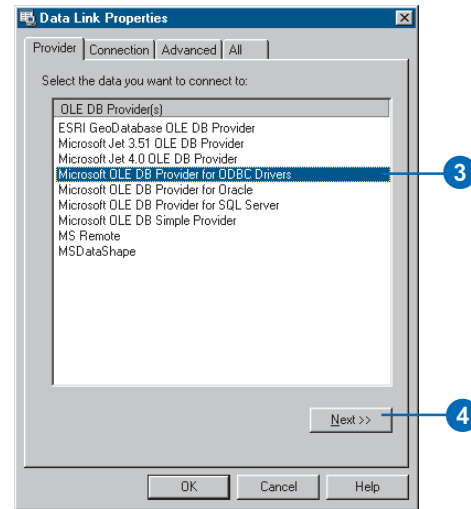 Data Link Properties
Provider Connection Advanced All
Select the data you want to connect to:
OLE DB Provider(s)
ESRI GeoDatabase OLE DB Provider
Microsoft Jet 3.51 OLE DB Provider
Microsoft Jet 4.0 OLE DB Provider
Microsoft OLE DB Provider for ODBC Drivers
3
Microsoft OLE DB Provider for Oracle
Microsoft OLE DB Provider for SQL Server
Microsoft OLE DB Simple Provider
MS Remote
MSDataShape
Next >>
4
OK Cancel Help